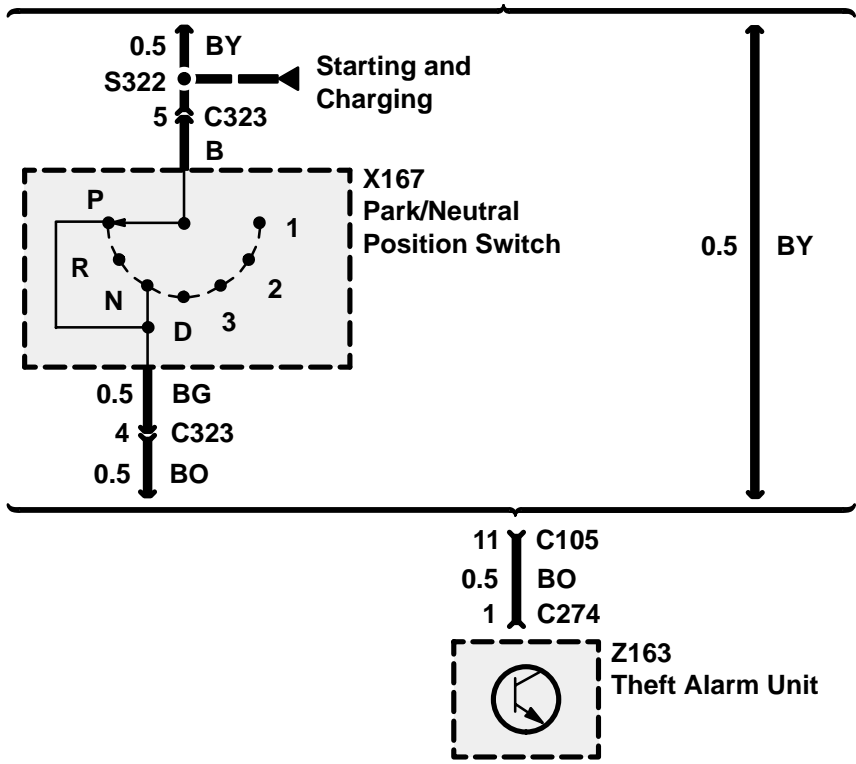 0.5 BY
S322
Starting and
Charging
5 C323
B
X167
Park/Neutral
Position Switch
P
1
R
2
N
3
D
0.5 BY
0.5 BG
4 C323
0.5 BO
11 C105
0.5 BO
1 C274
Z163
Theft Alarm Unit